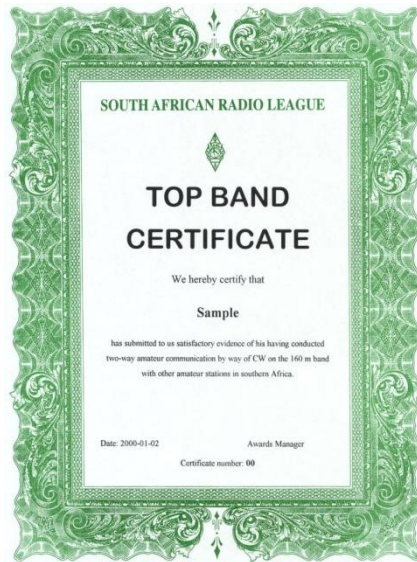 SOUTH AFRICAN RADIO LEAGUE
TOP BAND
CERTIFICATE
We hereby certify that
Sample
has submitted to us satisfactory evidence of his having conducted
two-way amateur communication by way of CW on the 160 m band
with other amateur stations in southern Africa.
Date: 2000-01-02 Awards Manager
Certificate number: 00